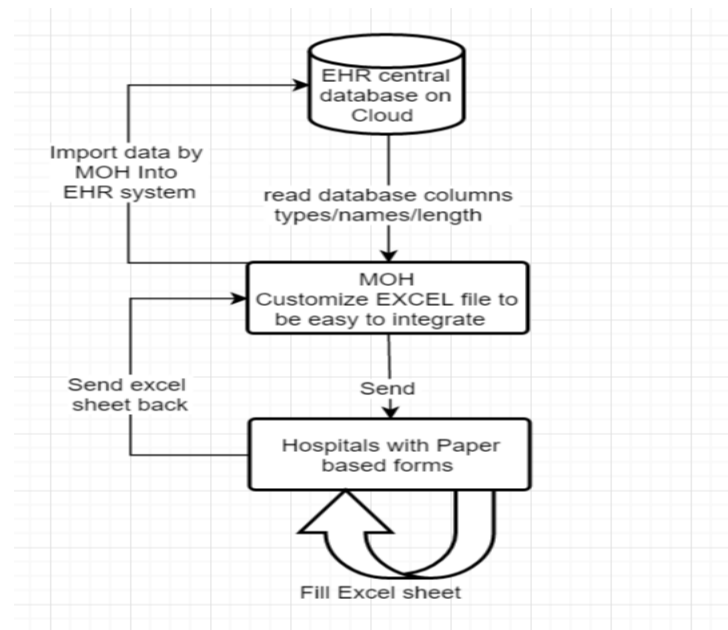 EHR central
database on
Cloud
Import data by
MOH Into
EHR system
read database columns
types/names/length
MOH
Customize EXCEL file to
be easy to integrate
Send excel
sheet back
Send
Hospitals with Paper
based forms
Fill Excel sheet